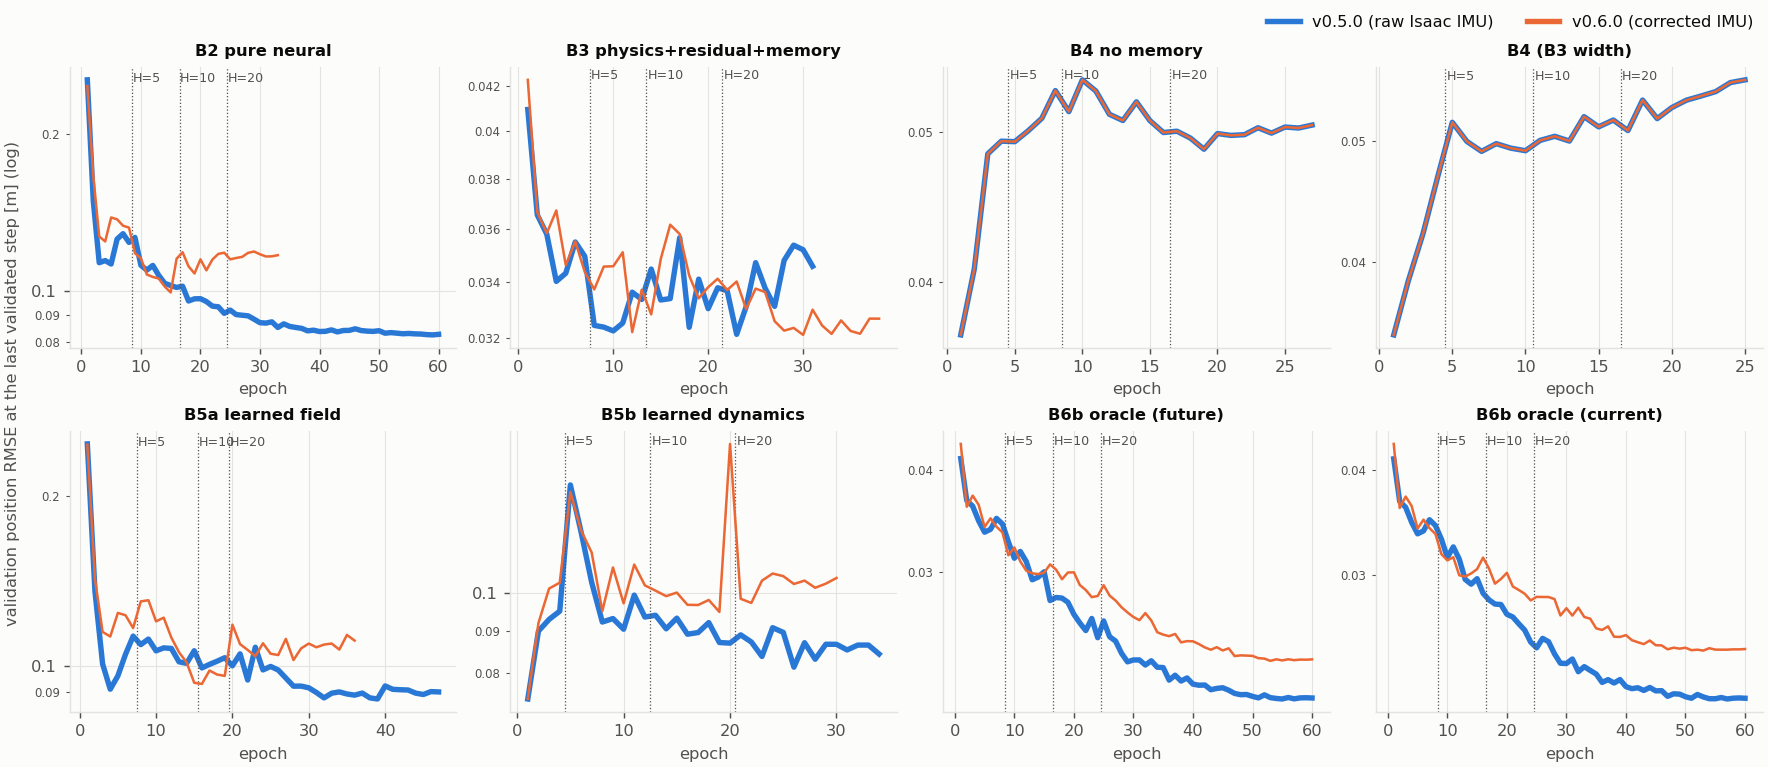 v0.5.0 (raw Isaac IMU)
v0.6.0 (corrected IMU)
validation position RMSE at the last validated step [m] (log)
B2 pure neural
H=5
H=10
H=20
0.2
0.1
0.09
0.08
0
10
20
30
40
50
60
epoch
B3 physics+residual+memory
H=5
H=10
H=20
0.042
0.04
0.038
0.036
0.034
0.032
0
10
20
30
epoch
B4 no memory
H=5
H=10
H=20
0.05
0.04
0
5
10
15
20
25
epoch
B4 (B3 width)
H=5
H=10
H=20
0.05
0.04
0
5
10
15
20
25
epoch
B5a learned field
H=5
H=10
H=20
0.2
0.1
0.09
0
10
20
30
40
epoch
B5b learned dynamics
H=5
H=10
H=20
0.1
0.09
0.08
0
10
20
30
epoch
B6b oracle (future)
H=5
H=10
H=20
0.04
0.03
0
10
20
30
40
50
60
epoch
B6b oracle (current)
H=5
H=10
H=20
0.04
0.03
0
10
20
30
40
50
60
epoch